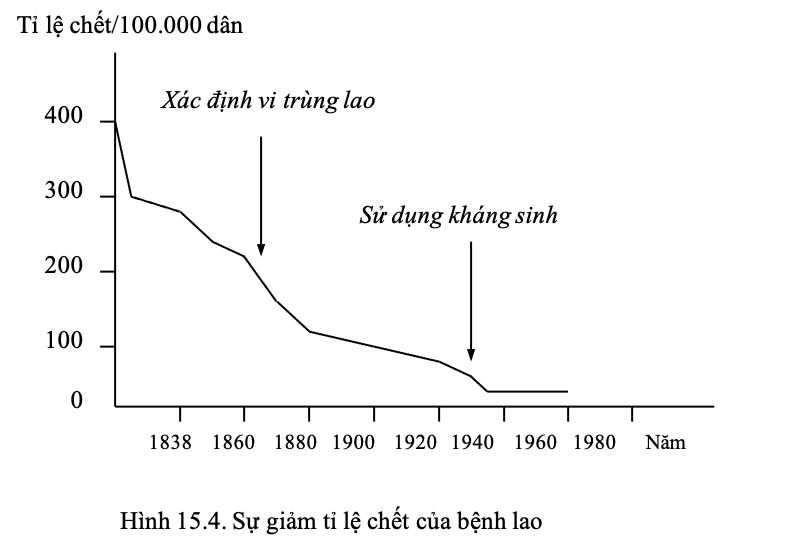 Tỉ lệ chết/100.000 dân
Xác định vi trùng lao
400
300
Sử dụng kháng sinh
200
100
0
1838 1860 1880 1900 1920 1940 1960 1980 Năm
Hình 15.4. Sự giảm tỉ lệ chết của bệnh lao